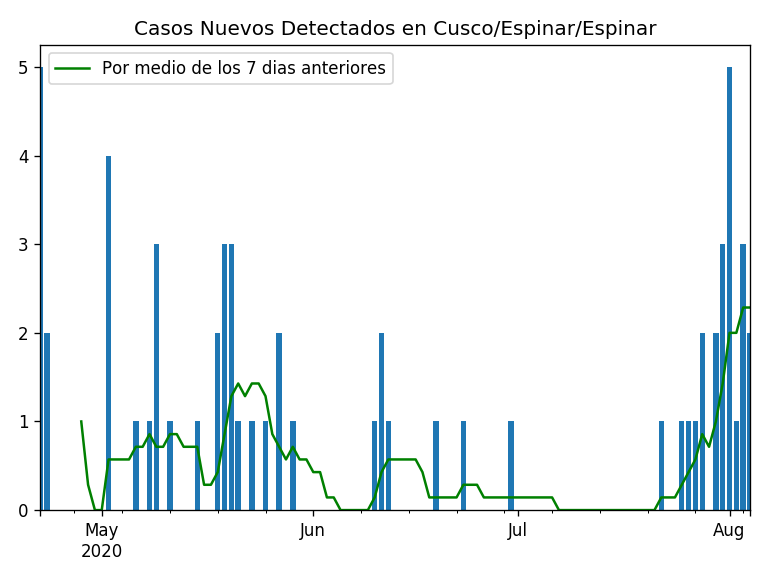 Casos Nuevos Detectados en Cusco/Espinar/Espinar
Por medio de los 7 dias anteriores
5
4
3
2
1
0
May
2020
Jun
Jul
Aug